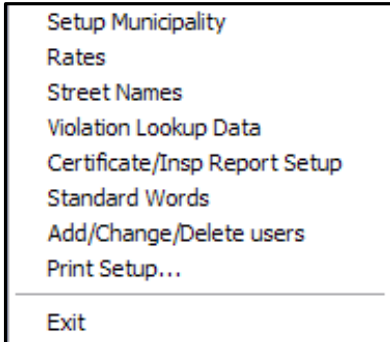 Setup Municipality
Rates
Street Names
Violation Lookup Data
Certificate/Insp Report Setup
Standard Words
Add/Change/Delete users
Print Setup...
Exit